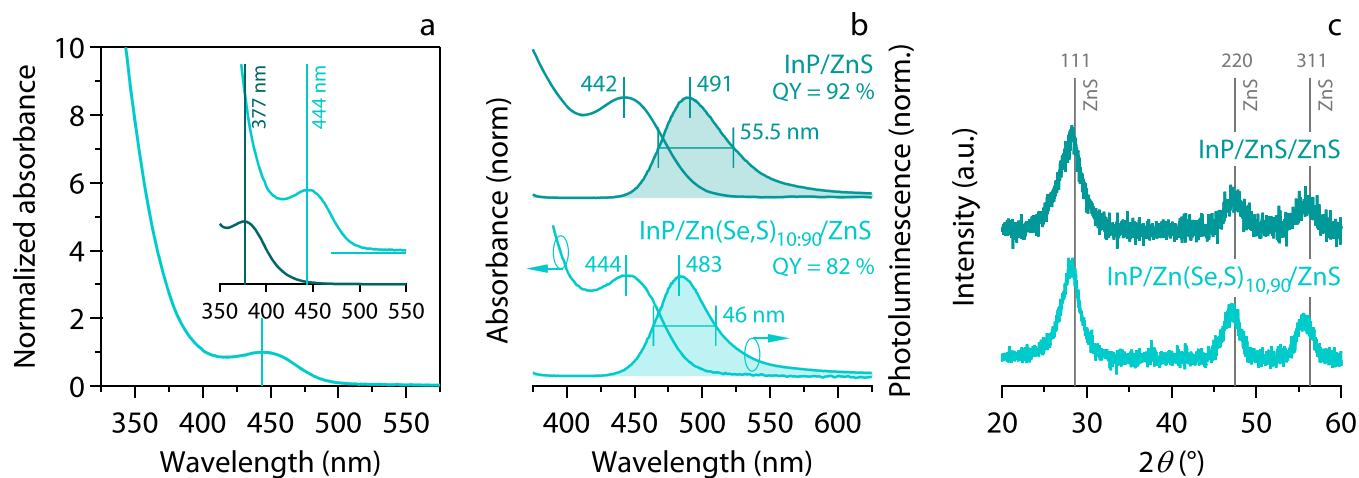 a
Normalized absorbance
10
8
6
4
2
0
377 nm
444 nm
350 400 450 500 550
350 400 450 500 550
Wavelength (nm)
b
Absorbance (norm)
InP/ZnS
QY = 92 %
442
491
55.5 nm
InP/Zn(Se,S)10:90/ZnS
QY = 82 %
444
483
46 nm
400 450 500 550 600
Wavelength (nm)
Photoluminescence (norm.)
c
Intensity (a.u.)
111
220
311
ZnS
ZnS
ZnS
InP/ZnS/ZnS
InP/Zn(Se,S)10,90/ZnS
20 30 40 50 60
2θ (°)